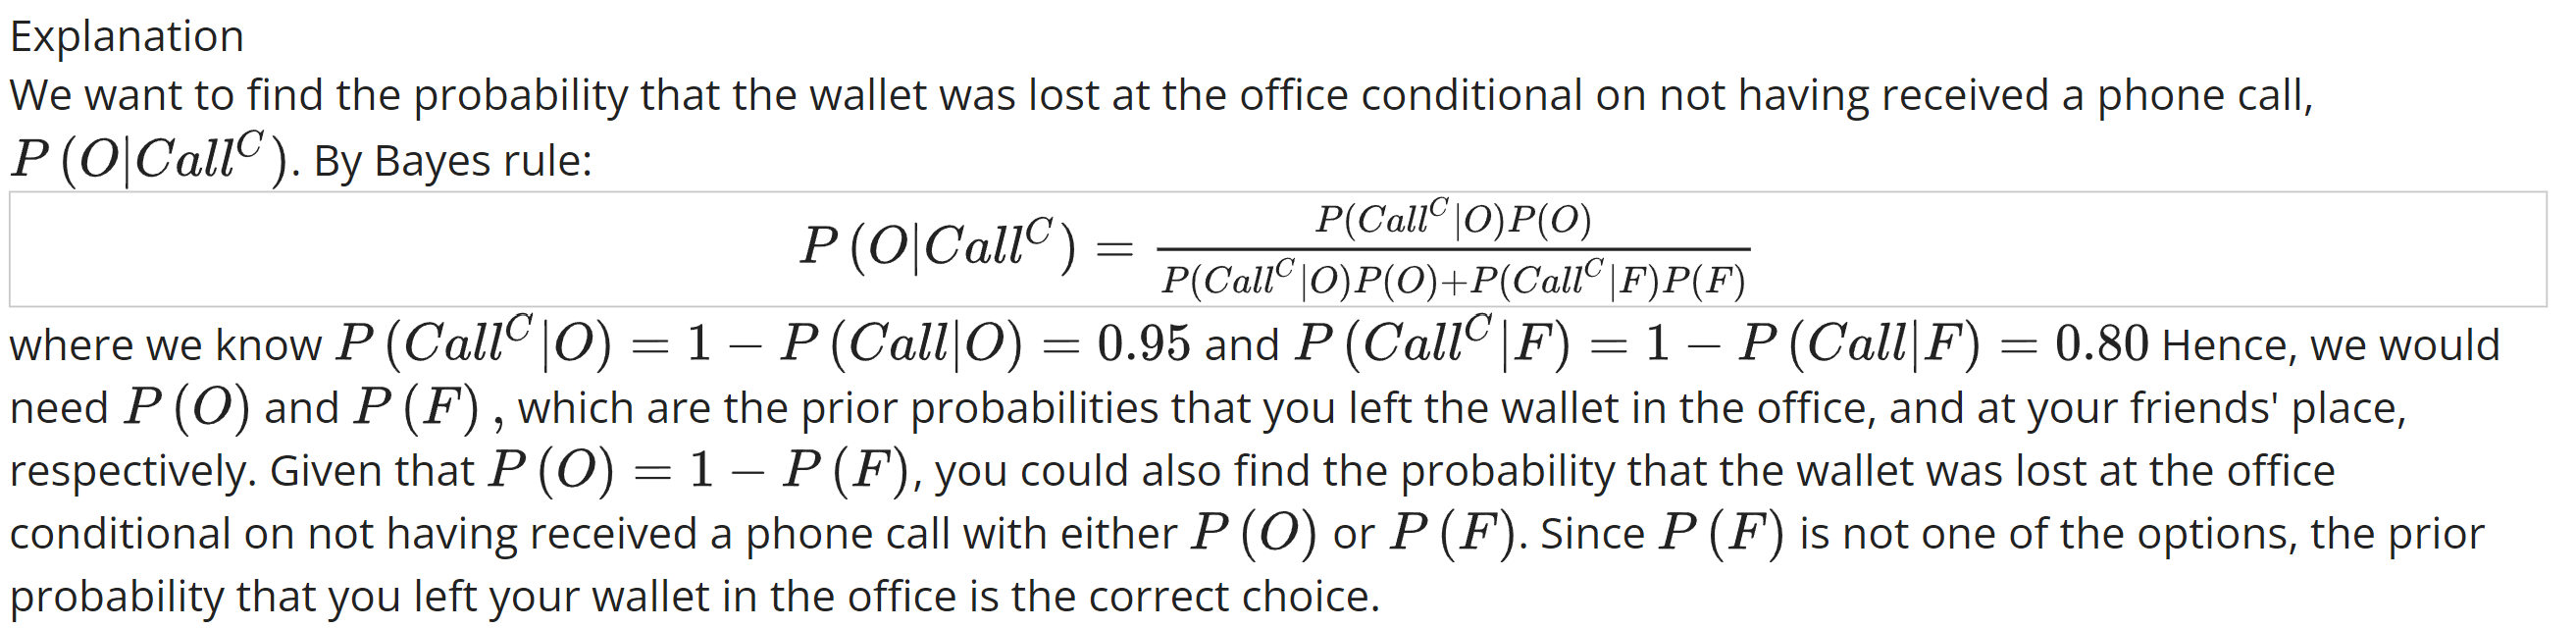 Explanation
We want to find the probability that the wallet was lost at the office conditional on not having received a phone call,
P (O|Call^C). By Bayes rule:
P (O|Call^C) = \frac{P(Call^C|O)P(O)}{P(Call^C|O)P(O)+P(Call^C|F)P(F)}
where we know P (Call^C|O) = 1 − P (Call|O) = 0.95 and P (Call^C|F) = 1 − P (Call|F) = 0.80 Hence, we would
need P (O) and P (F) , which are the prior probabilities that you left the wallet in the office, and at your friends' place,
respectively. Given that P (O) = 1 − P (F), you could also find the probability that the wallet was lost at the office
conditional on not having received a phone call with either P (O) or P (F). Since P (F) is not one of the options, the prior
probability that you left your wallet in the office is the correct choice.